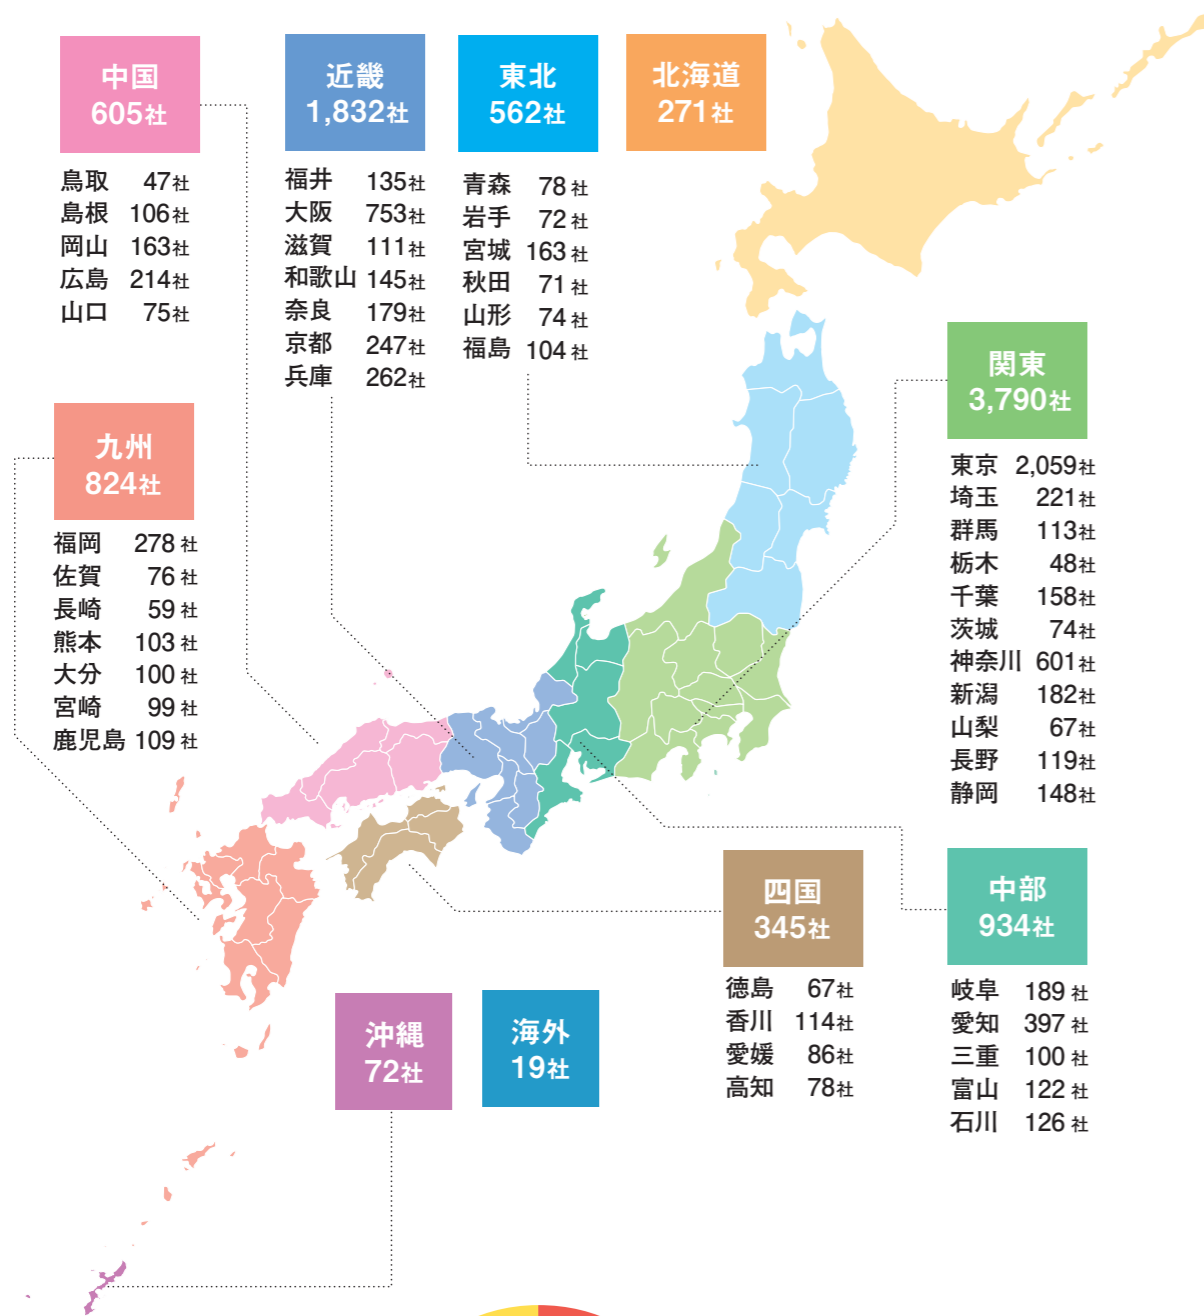 中国
605社
鳥取 47社
島根 106社
岡山 163社
広島 214社
山口 75社
近畿
1,832社
福井 135社
大阪 753社
滋賀 111社
和歌山 145社
奈良 179社
京都 247社
兵庫 262社
東北
562社
青森 78社
岩手 72社
宮城 163社
秋田 71社
山形 74社
福島 104社
北海道
271社
関東
3,790社
東京 2,059社
埼玉 221社
群馬 113社
栃木 48社
千葉 158社
茨城 74社
神奈川 601社
新潟 182社
山梨 67社
長野 119社
静岡 148社
九州
824社
福岡 278社
佐賀 76社
長崎 59社
熊本 103社
大分 100社
宮崎 99社
鹿児島 109社
四国
345社
徳島 67社
香川 114社
愛媛 86社
高知 78社
中部
934社
岐阜 189社
愛知 397社
三重 100社
富山 122社
石川 126社
沖縄
72社
海外
19社